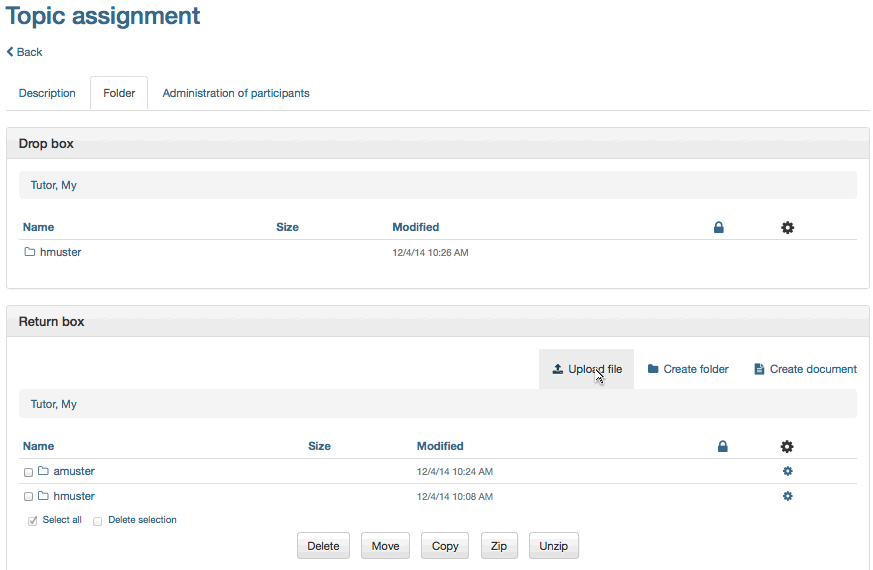 Topic assignment
Back
Description Folder Administration of participants
Drop box
Tutor, My
Name Size Modified
hmuster 12/4/14 10:26 AM
Return box
Upload file Create folder Create document
Tutor, My
Name Size Modified
amuster 12/4/14 10:24 AM
hmuster 12/4/14 10:08 AM
Select all Delete selection
Delete Move Copy Zip Unzip